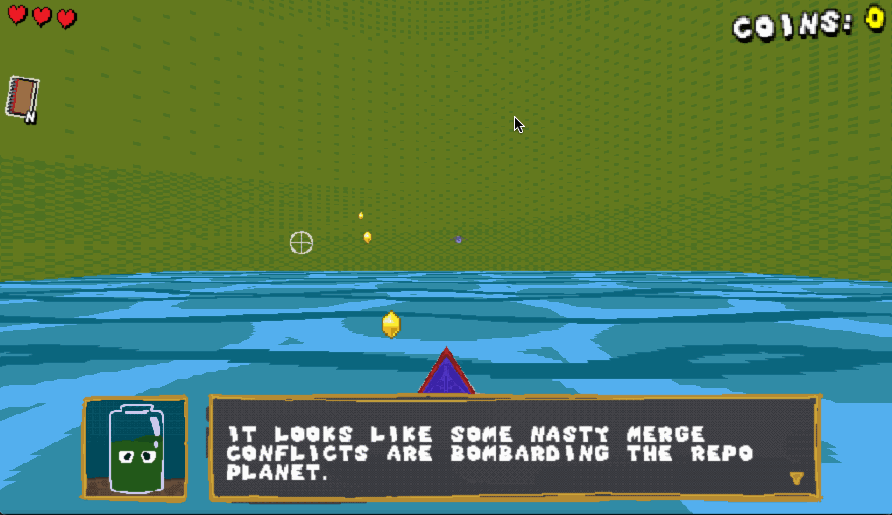 COINS: 0
N
IT LOOKS LIKE SOME NASTY MERGE
CONFLICTS ARE BOMBARDING THE REPO
PLANET.